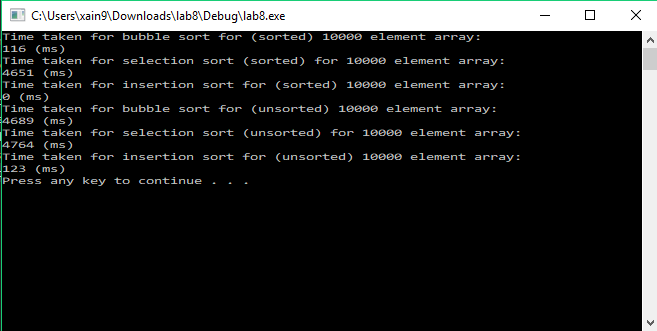 C:\Users\xain9\Downloads\lab8\Debug\lab8.exe
Time taken for bubble sort for (sorted) 10000 element array:
116 (ms)
Time taken for selection sort (sorted) for 10000 element array:
4651 (ms)
Time taken for insertion sort for (sorted) 10000 element array:
0 (ms)
Time taken for bubble sort for (unsorted) 10000 element array:
4689 (ms)
Time taken for selection sort (unsorted) for 10000 element array:
4764 (ms)
Time taken for insertion sort for (unsorted) 10000 element array:
123 (ms)
Press any key to continue . . .